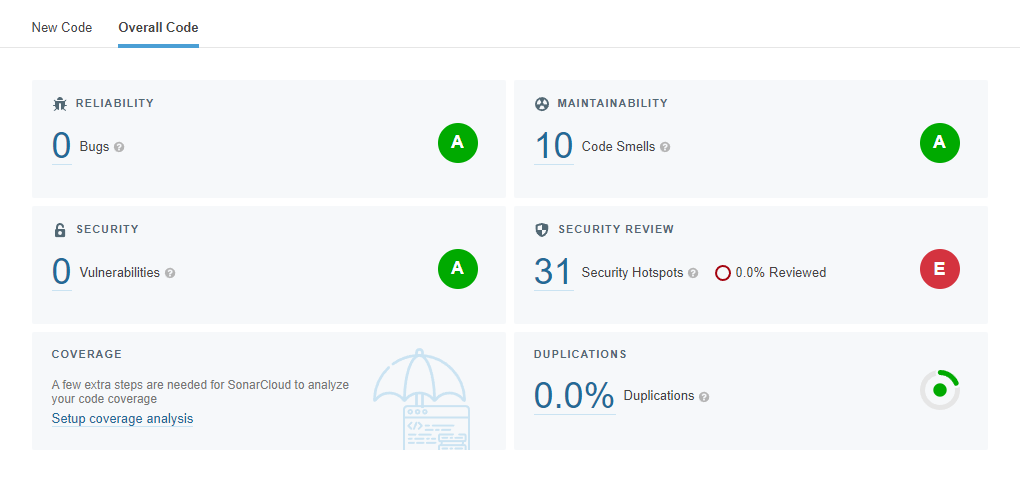 New Code Overall Code
RELIABILITY
0 Bugs ?
A
MAINTAINABILITY
10 Code Smells ?
A
SECURITY
0 Vulnerabilities ?
A
SECURITY REVIEW
31 Security Hotspots ? 0.0% Reviewed
E
COVERAGE
A few extra steps are needed for SonarCloud to analyze
your code coverage
Setup coverage analysis
</>
DUPLICATIONS
0.0% Duplications ?